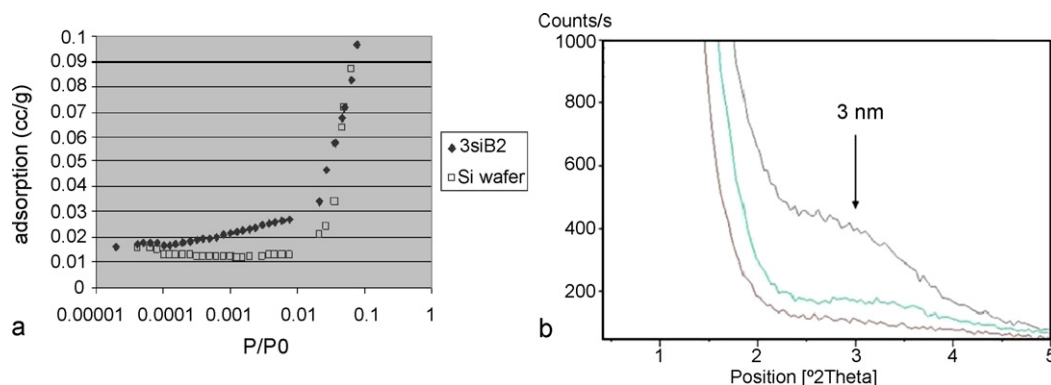 0.1
0.09
0.08
0.07
0.06
0.05
0.04
0.03
0.02
0.01
0
adsorption (cc/g)
0.00001 0.0001 0.001 0.01 0.1 1
P/P0
3siB2
Si wafer
a
Counts/s
1000
800
600
400
200
3 nm
1 2 3 4 5
Position [º2Theta]
b